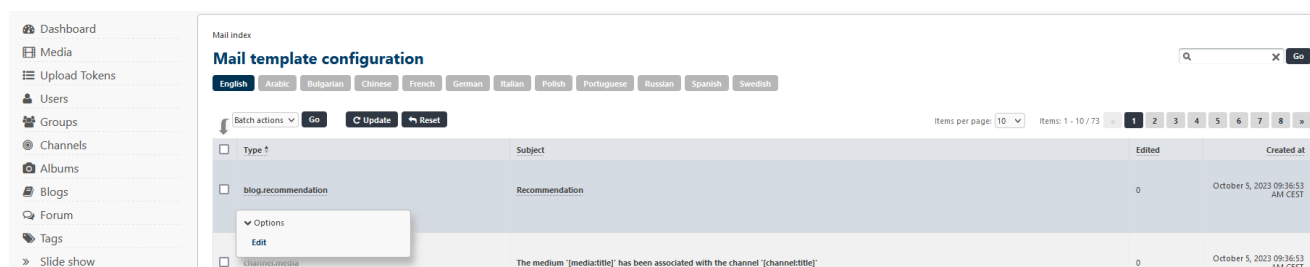 Dashboard
Media
Upload Tokens
Users
Groups
Channels
Albums
Blogs
Forum
Tags
» Slide show
Mail index
Mail template configuration
Go
English Arabic Bulgarian Chinese French German Italian Polish Portuguese Russian Spanish Swedish
Batch actions Go Update Reset
Items per page: 10 Items: 1 - 10 / 73 « 1 2 3 4 5 6 7 8 »
Type Subject Edited Created at
blog.recommendation Recommendation 0 October 5, 2023 09:36:53
AM CEST
Options
Edit
channel.media The medium '[media:title]' has been associated with the channel '[channel:title]' 0 October 5, 2023 09:36:53
AM CEST